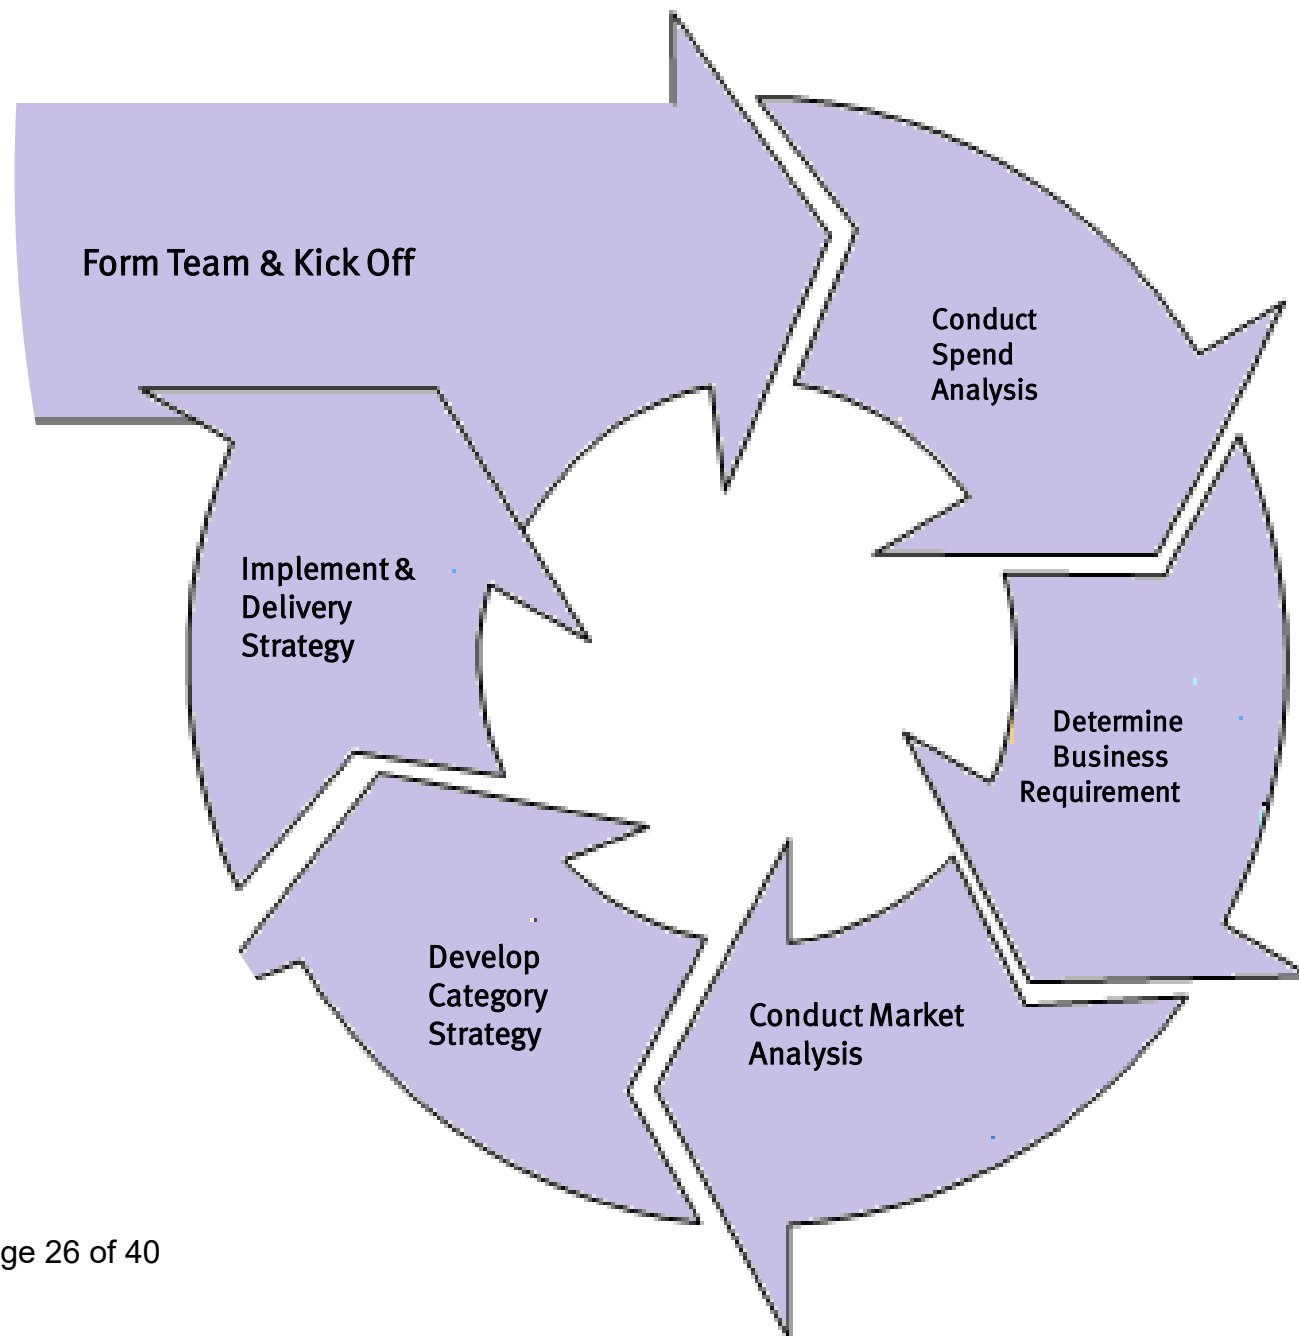 Form Team & Kick Off
Conduct
Spend
Analysis
Determine
Business
Requirement
Conduct Market
Analysis
Develop
Category
Strategy
Implement &
Delivery
Strategy
ge 26 of 40